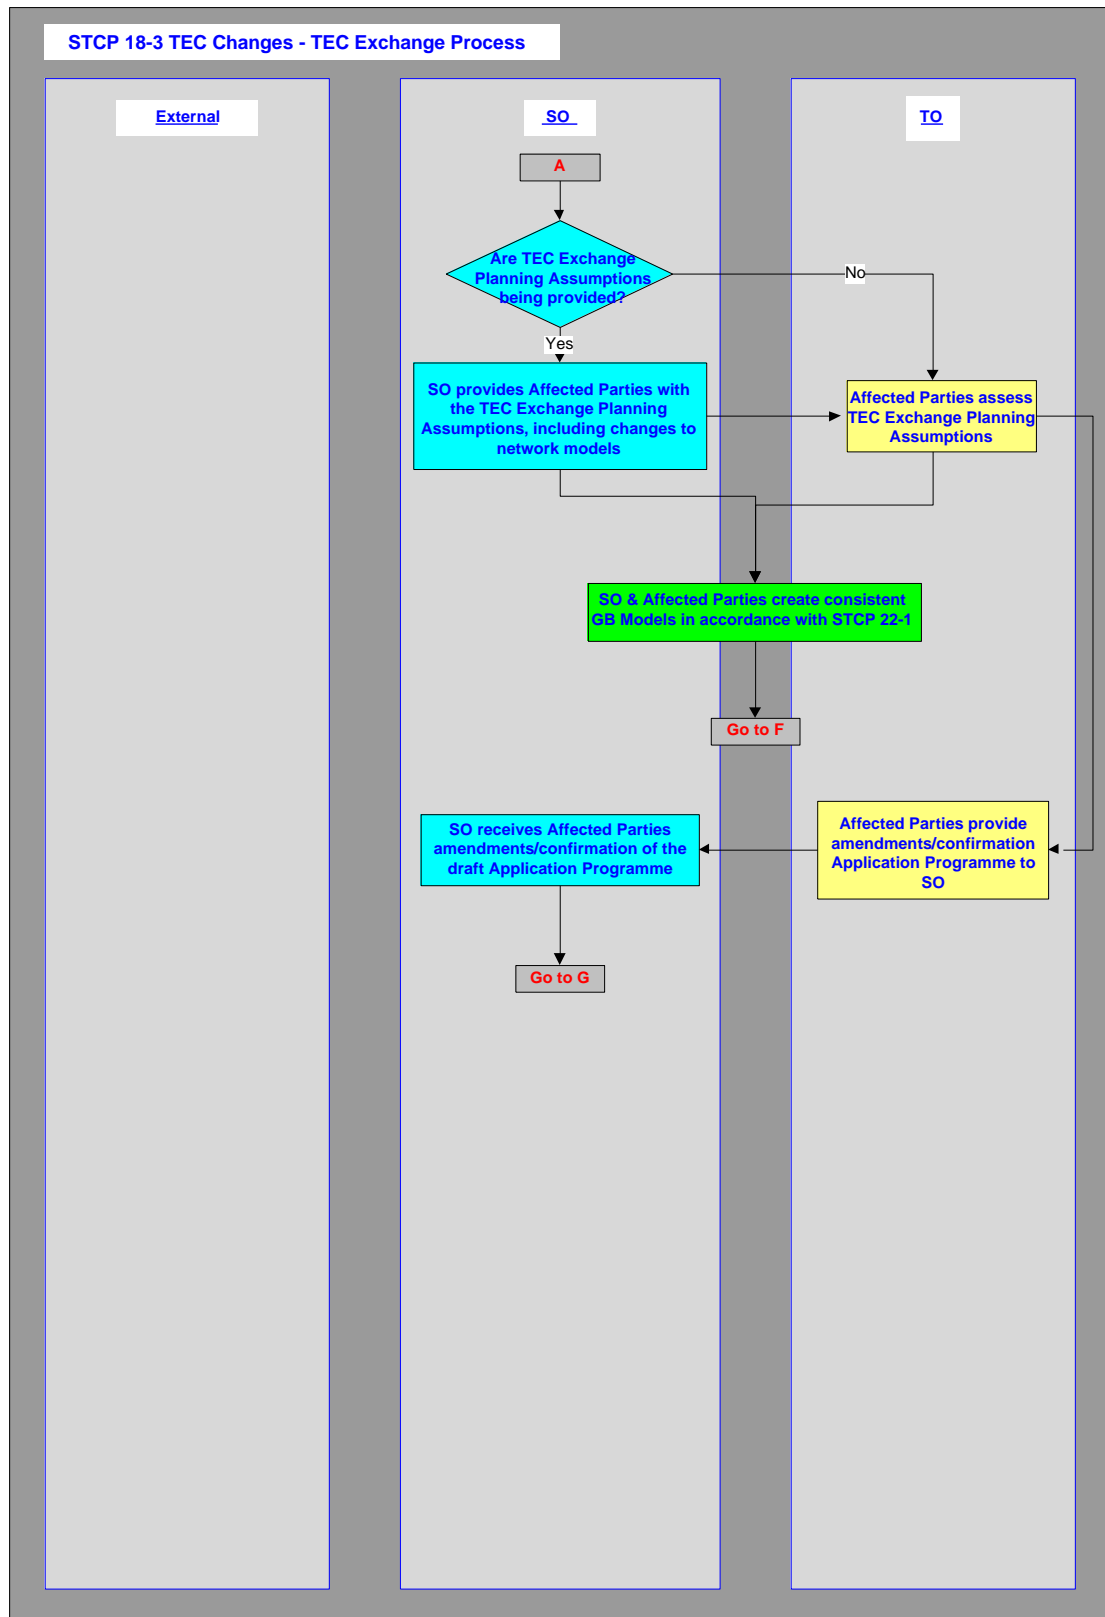 STCP 18-3 TEC Changes - TEC Exchange Process
External
SO
TO
A
Are TEC Exchange
Planning Assumptions
being provided?
No
Yes
SO provides Affected Parties with
the TEC Exchange Planning
Assumptions, including changes to
network models
Affected Parties assess
TEC Exchange Planning
Assumptions
SO & Affected Parties create consistent
GB Models in accordance with STCP 22-1
Go to F
SO receives Affected Parties
amendments/confirmation of the
draft Application Programme
Affected Parties provide
amendments/confirmation
Application Programme to
SO
Go to G